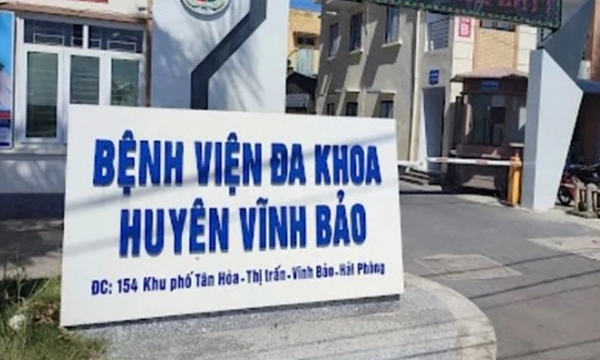 BỆNH VIỆN ĐA KHOA
HUYỆN VĨNH BẢO
ĐC: 154 Khu phố Tân Hòa - Thị trấn - Vĩnh Bảo - Hải Phòng